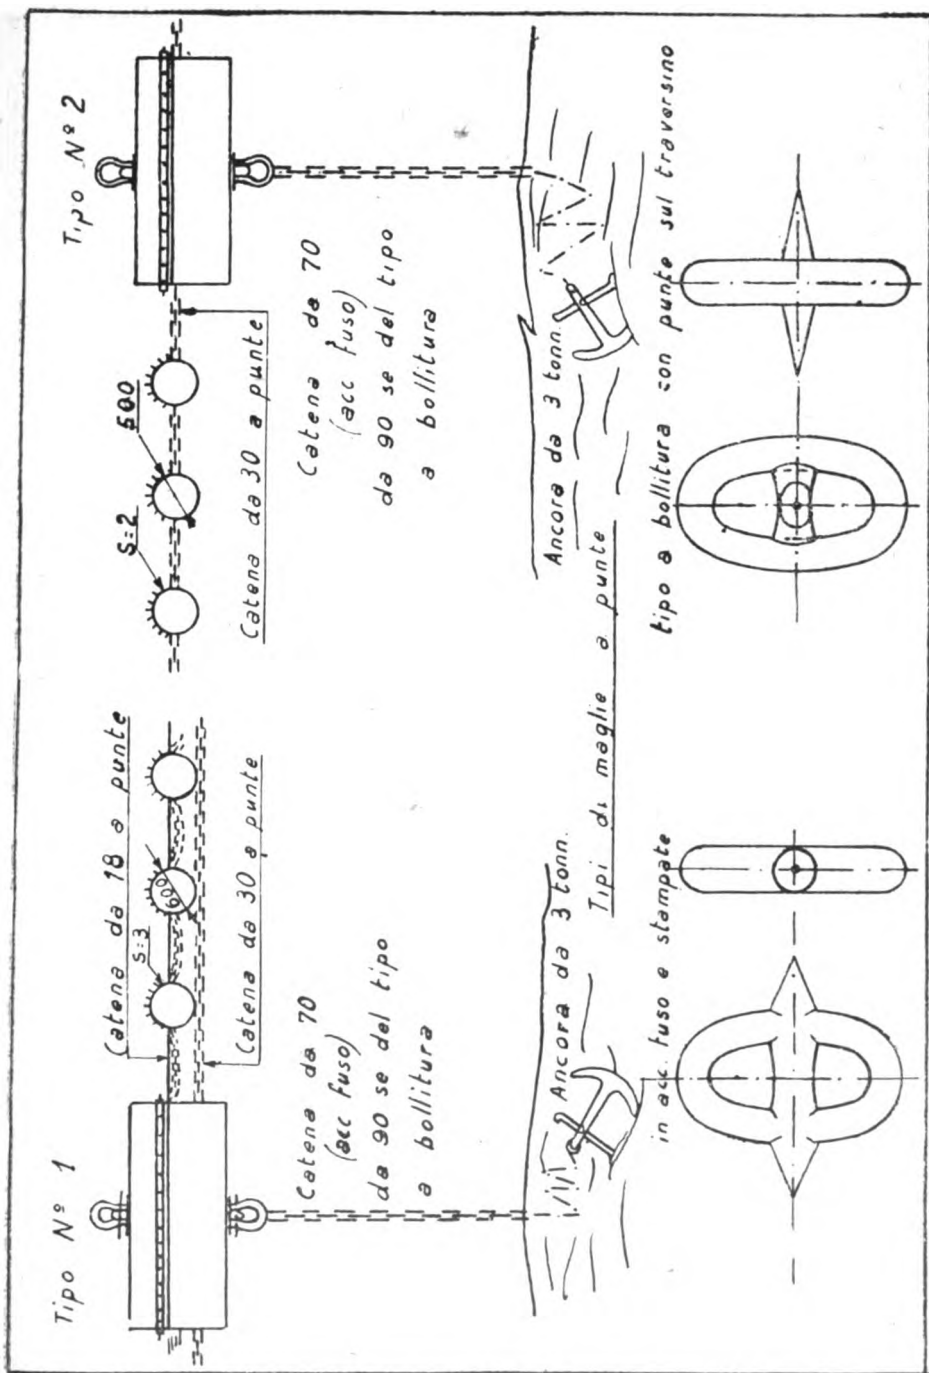 Tipo Nº 1
Catena da 18 a punte
S=3
600
Catena da 30 a punte
Catena da 70
(acc fuso)
da 90 se del tipo
a bollitura
Ancora da 3 tonn.
Tipo Nº 2
S=2
500
Catena da 30 a punte
Catena da 70
(acc fuso)
da 90 se del tipo
a bollitura
Ancora da 3 tonn.
Tipi di maglie a punte
in acc. fuso e stampate
tipo a bollitura con punte sul traversino